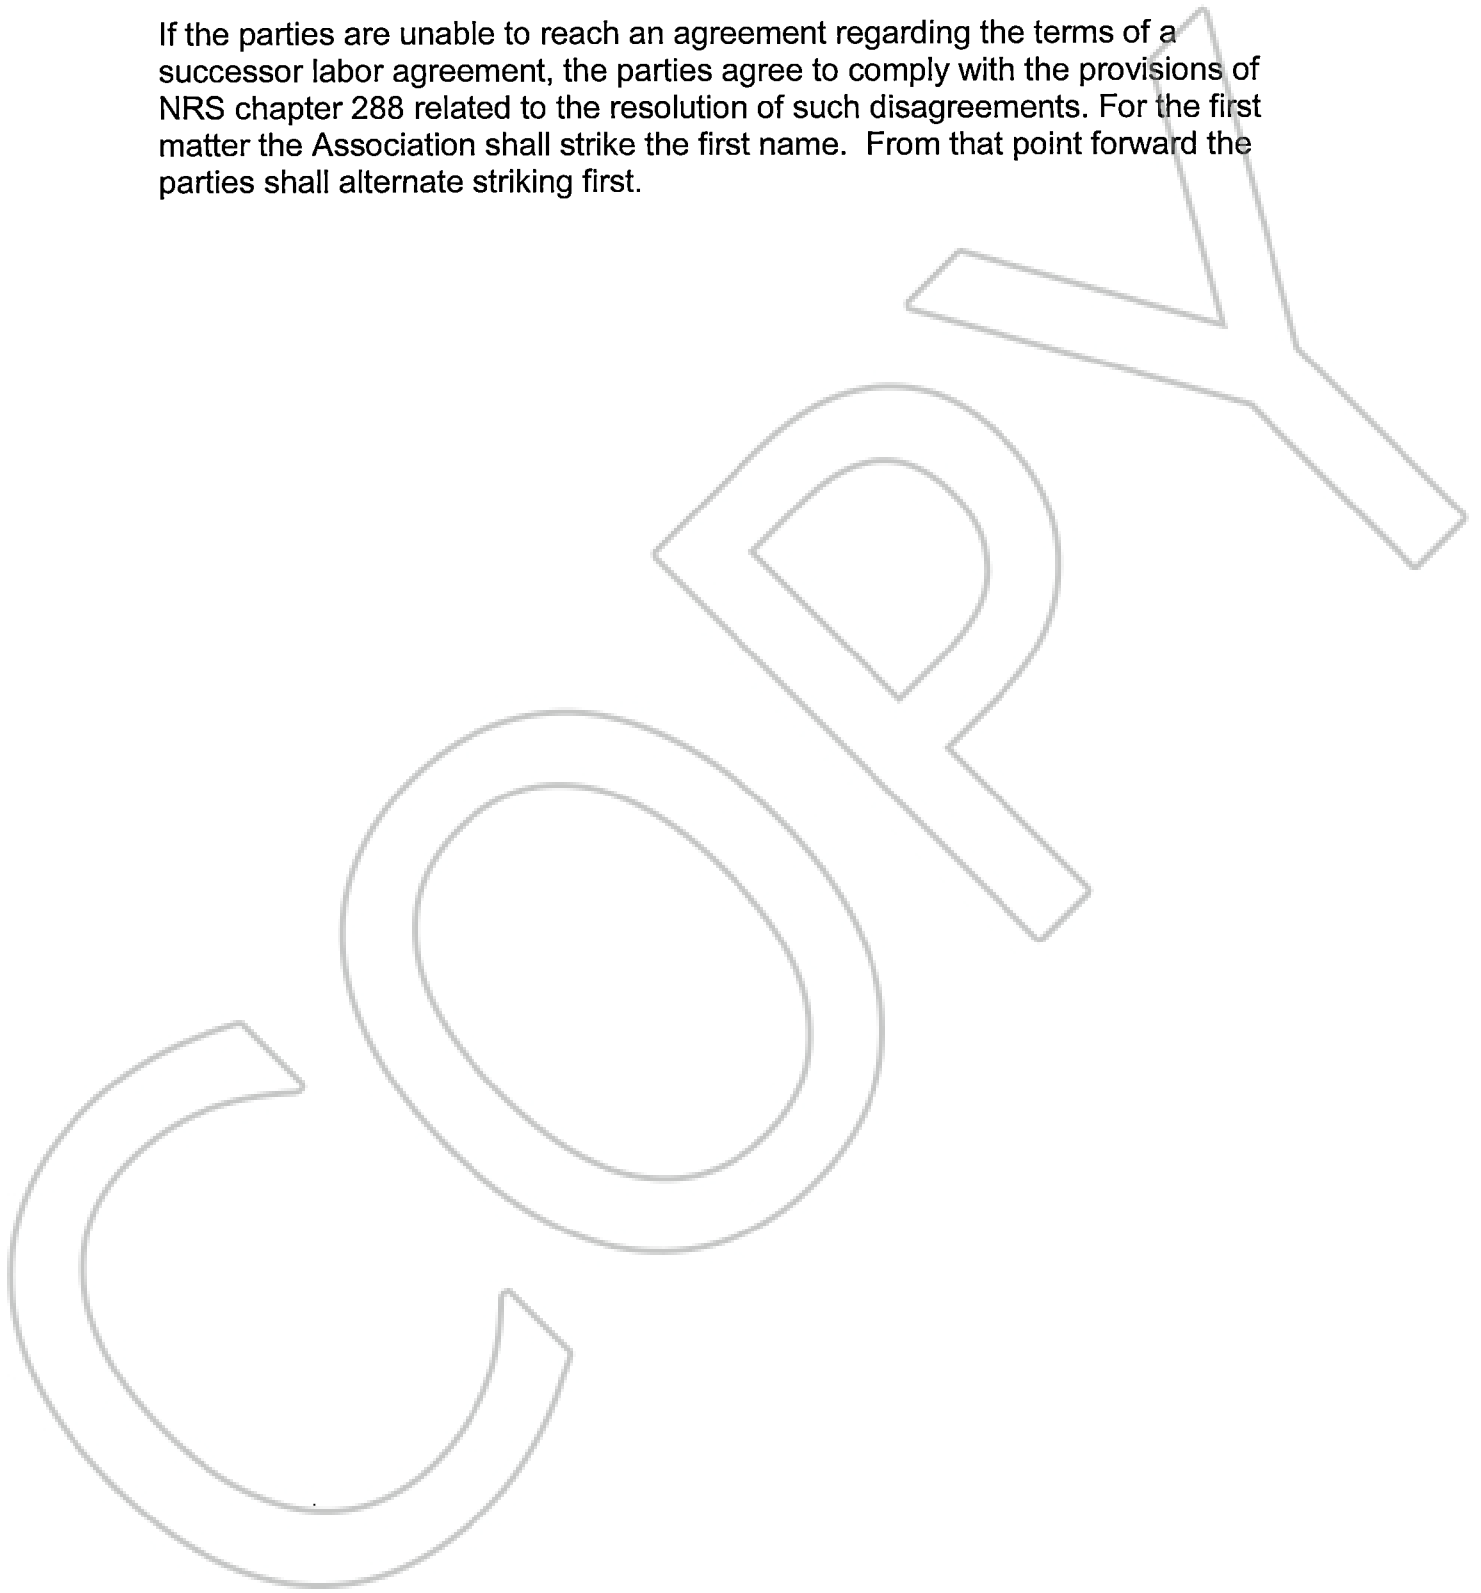 If the parties are unable to reach an agreement regarding the terms of a
successor labor agreement, the parties agree to comply with the provisions of
NRS chapter 288 related to the resolution of such disagreements. For the first
matter the Association shall strike the first name.  From that point forward the
parties shall alternate striking first.
COPY